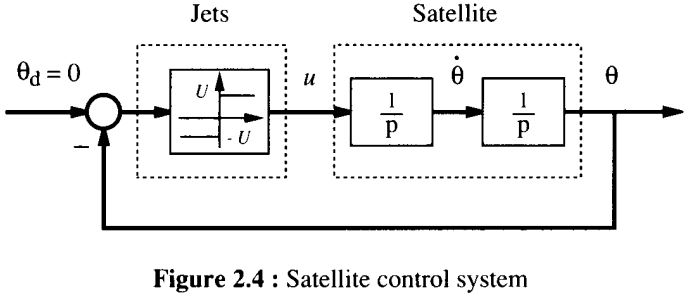 Jets Satellite
θd = 0 U - U u 1/p θ̇ 1/p θ
−
Figure 2.4 : Satellite control system